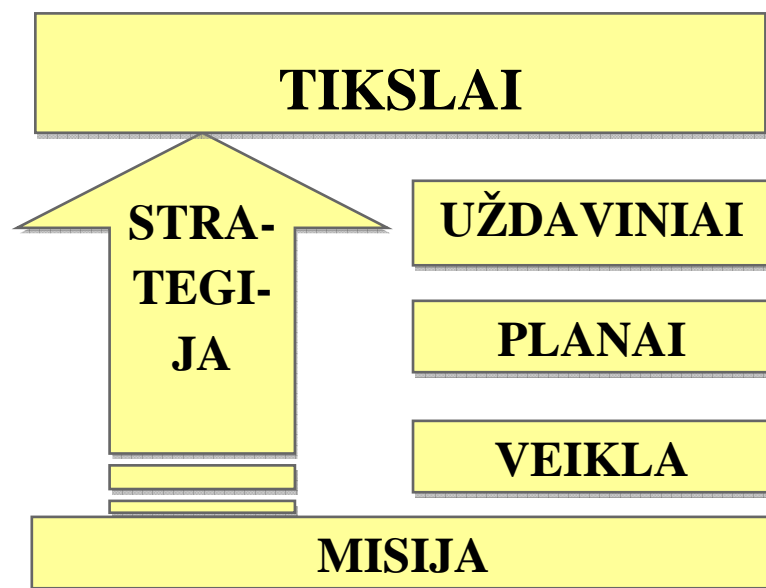 TIKSLAI
STRA-
TEGI-
JA
UŽDAVINIAI
PLANAI
VEIKLA
MISIJA